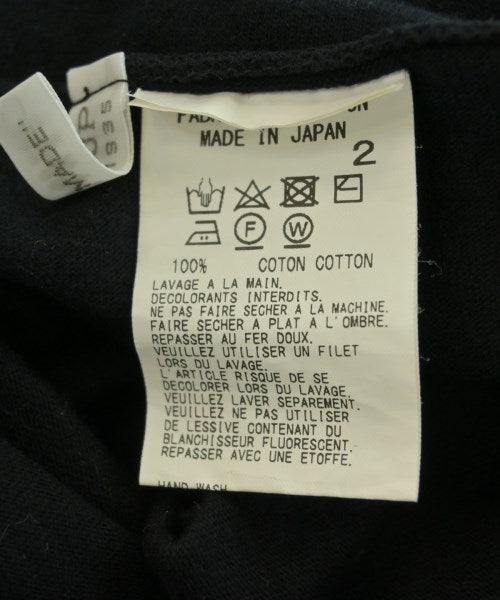 MADE IN JAPAN
2
F W
100% COTON COTTON
LAVAGE A LA MAIN.
DECOLORANTS INTERDITS.
NE PAS FAIRE SECHER A LA MACHINE.
FAIRE SECHER A PLAT A L'OMBRE.
REPASSER AU FER DOUX.
VEUILLEZ UTILISER UN FILET
LORS DU LAVAGE.
L'ARTICLE RISQUE DE SE
DECOLORER LORS DU LAVAGE.
VEUILLEZ LAVER SEPAREMENT.
VEUILLEZ NE PAS UTILISER
DE LESSIVE CONTENANT DU
BLANCHISSEUR FLUORESCENT.
REPASSER AVEC UNE ETOFFE.
HAND WASH
MADE